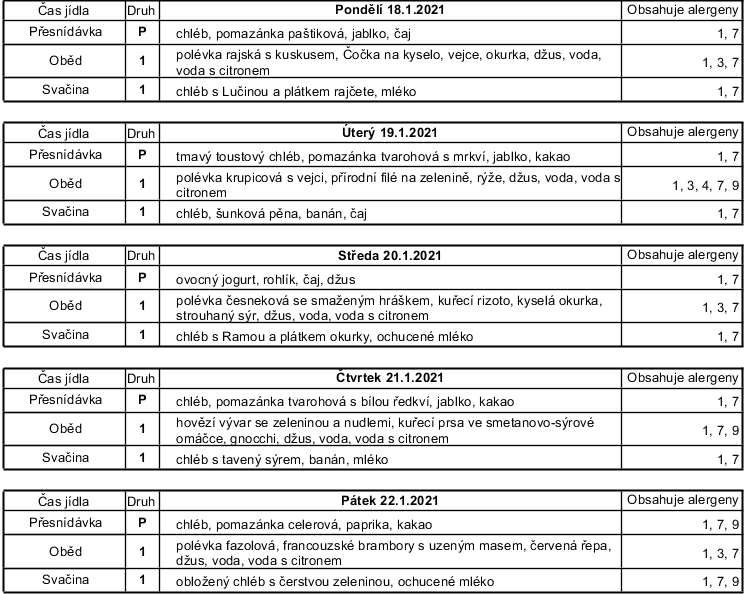 Čas jídla Druh Pondělí 18.1.2021 Obsahuje alergeny
Přesnídávka P chléb, pomazánka paštiková, jablko, čaj 1, 7
Oběd 1 polévka rajská s kuskusem, Čočka na kyselo, vejce, okurka, džus, voda,
voda s citronem 1, 3, 7
Svačina 1 chléb s Lučinou a plátkem rajčete, mléko 1, 7
Čas jídla Druh Úterý 19.1.2021 Obsahuje alergeny
Přesnídávka P tmavý toustový chléb, pomazánka tvarohová s mrkví, jablko, kakao 1, 7
Oběd 1 polévka krupicová s vejci, přírodní filé na zelenině, rýže, džus, voda, voda s
citronem 1, 3, 4, 7, 9
Svačina 1 chléb, šunková pěna, banán, čaj 1, 7
Čas jídla Druh Středa 20.1.2021 Obsahuje alergeny
Přesnídávka P ovocný jogurt, rohlík, čaj, džus 1, 7
Oběd 1 polévka česneková se smaženým hráškem, kuřecí rizoto, kyselá okurka,
strouhaný sýr, džus, voda, voda s citronem 1, 3, 7
Svačina 1 chléb s Ramou a plátkem okurky, ochucené mléko 1, 7
Čas jídla Druh Čtvrtek 21.1.2021 Obsahuje alergeny
Přesnídávka P chléb, pomazánka tvarohová s bílou ředkví, jablko, kakao 1, 7
Oběd 1 hovězí vývar se zeleninou a nudlemi, kuřecí prsa ve smetanovo-sýrové
omáčce, gnocchi, džus, voda, voda s citronem 1, 7, 9
Svačina 1 chléb s tavený sýrem, banán, mléko 1, 7
Čas jídla Druh Pátek 22.1.2021 Obsahuje alergeny
Přesnídávka P chléb, pomazánka celerová, paprika, kakao 1, 7, 9
Oběd 1 polévka fazolová, francouzské brambory s uzeným masem, červená řepa,
džus, voda, voda s citronem 1, 3, 7
Svačina 1 obložený chléb s čerstvou zeleninou, ochucené mléko 1, 7, 9